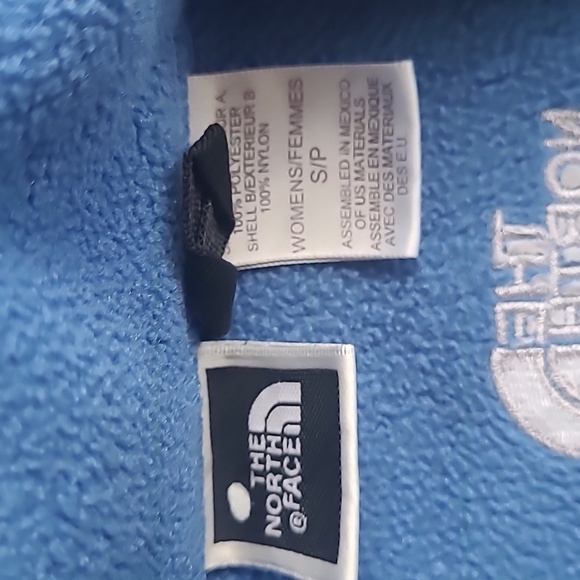 100% POLYESTER
SHELL B/EXTERIEUR B:
100% NYLON
WOMENS/FEMMES
S/P
ASSEMBLED IN MEXICO
OF US MATERIALS
ASSEMBLE EN MEXIQUE
AVEC DES MATERIAUX
DES E.U
THE
NORTH
FACE
THE
NORTH